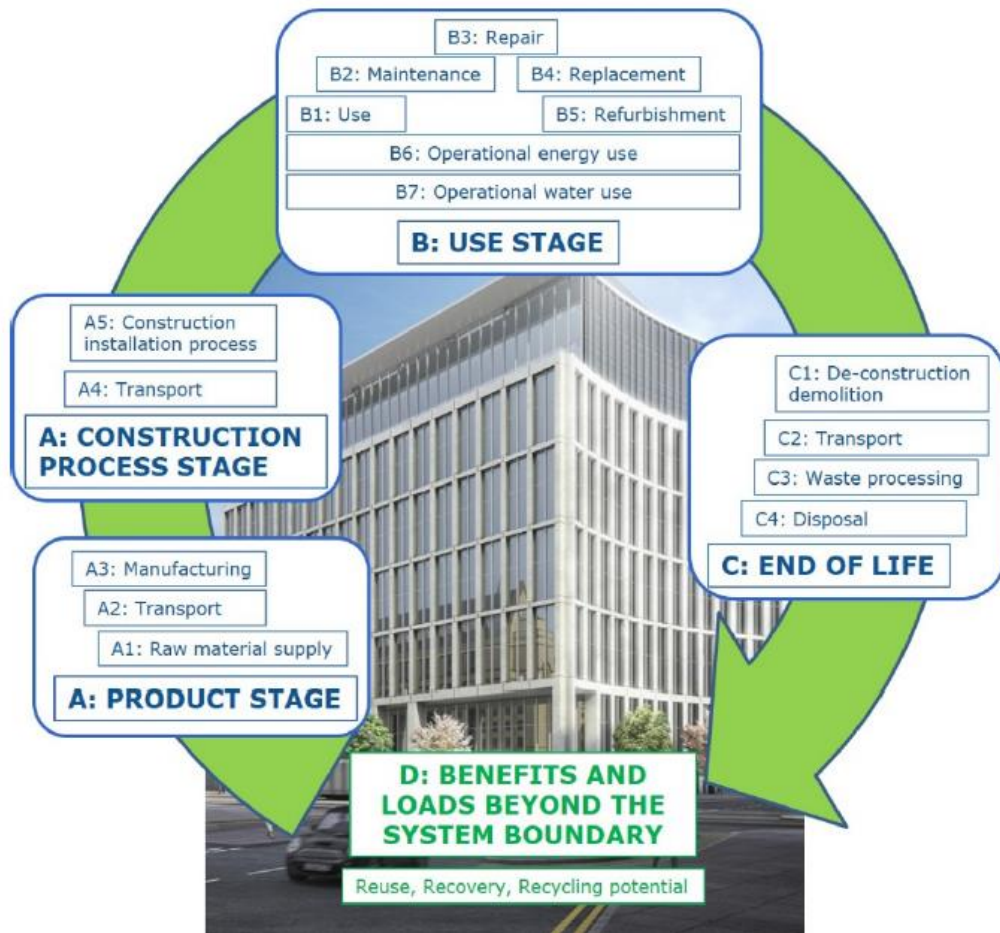 B3: Repair
B2: Maintenance
B4: Replacement
B1: Use
B5: Refurbishment
B6: Operational energy use
B7: Operational water use
B: USE STAGE
A5: Construction
installation process
A4: Transport
A: CONSTRUCTION
PROCESS STAGE
C1: De-construction
demolition
C2: Transport
C3: Waste processing
C4: Disposal
C: END OF LIFE
A3: Manufacturing
A2: Transport
A1: Raw material supply
A: PRODUCT STAGE
D: BENEFITS AND
LOADS BEYOND THE
SYSTEM BOUNDARY
Reuse, Recovery, Recycling potential